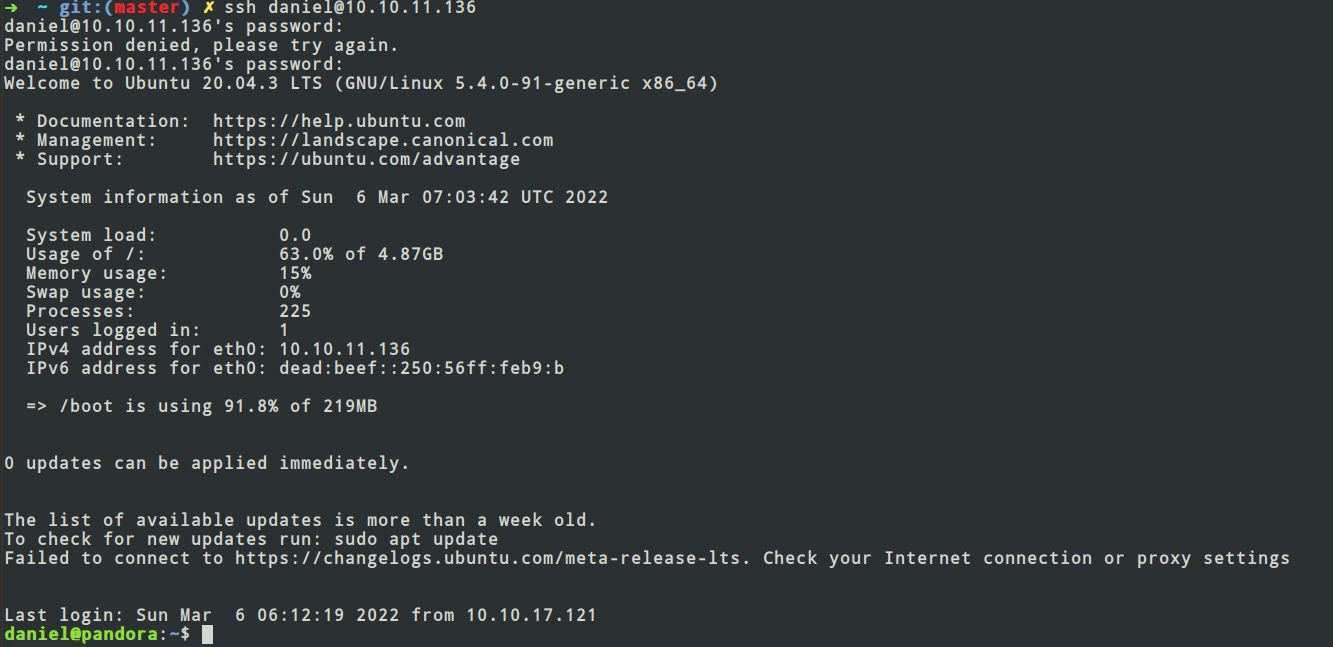 →  ~ git:(master) ✗ ssh daniel@10.10.11.136
daniel@10.10.11.136's password:
Permission denied, please try again.
daniel@10.10.11.136's password:
Welcome to Ubuntu 20.04.3 LTS (GNU/Linux 5.4.0-91-generic x86_64)
 * Documentation:  https://help.ubuntu.com
 * Management:     https://landscape.canonical.com
 * Support:        https://ubuntu.com/advantage
  System information as of Sun  6 Mar 07:03:42 UTC 2022
  System load:           0.0
  Usage of /:            63.0% of 4.87GB
  Memory usage:          15%
  Swap usage:            0%
  Processes:             225
  Users logged in:       1
  IPv4 address for eth0: 10.10.11.136
  IPv6 address for eth0: dead:beef::250:56ff:feb9:b
  => /boot is using 91.8% of 219MB
0 updates can be applied immediately.
The list of available updates is more than a week old.
To check for new updates run: sudo apt update
Failed to connect to https://changelogs.ubuntu.com/meta-release-lts. Check your Internet connection or proxy settings
Last login: Sun Mar  6 06:12:19 2022 from 10.10.17.121
daniel@pandora:~$